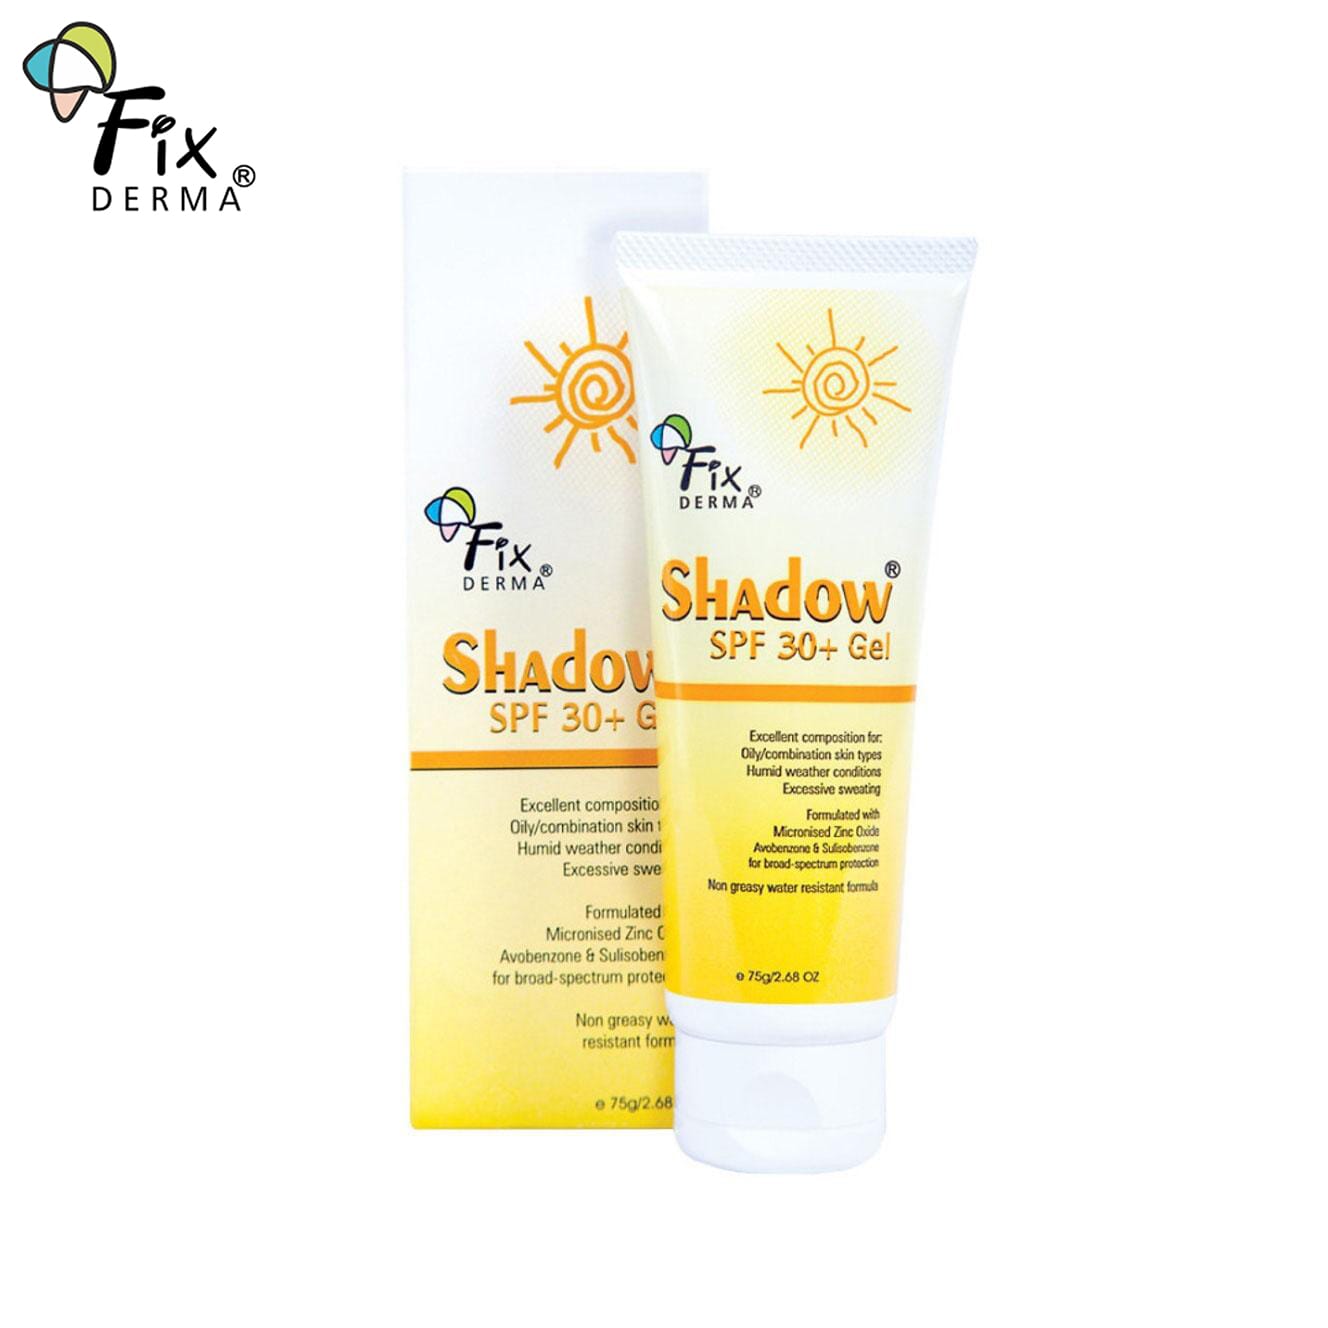 Fix
DERMA®
Fix
DERMA®
Shadow
SPF 30+ G
Excellent compositio
Oily/combination skin
Humid weather condi
Excessive swe
Formulated
Micronised Zinc
Avobenzone & Sulisoben
for broad-spectrum prote
Non greasy
resistant form
e 75g/2.68
Fix
DERMA®
Shadow®
SPF 30+ Gel
Excellent composition for:
Oily/combination skin types
Humid weather conditions
Excessive sweating
Formulated with
Micronised Zinc Oxide
Avobenzone & Sulisobenzone
for broad-spectrum protection
Non greasy water resistant formula
e 75g/2.68 OZ